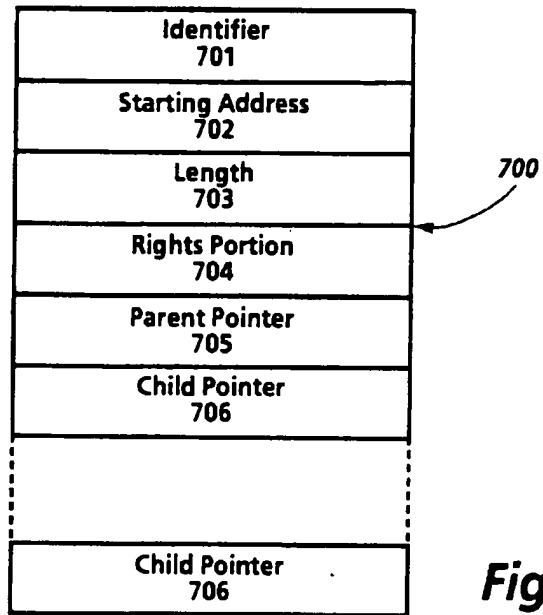 Identifier
701
Starting Address
702
Length
703
700
Rights Portion
704
Parent Pointer
705
Child Pointer
706
Child Pointer
706
Fig